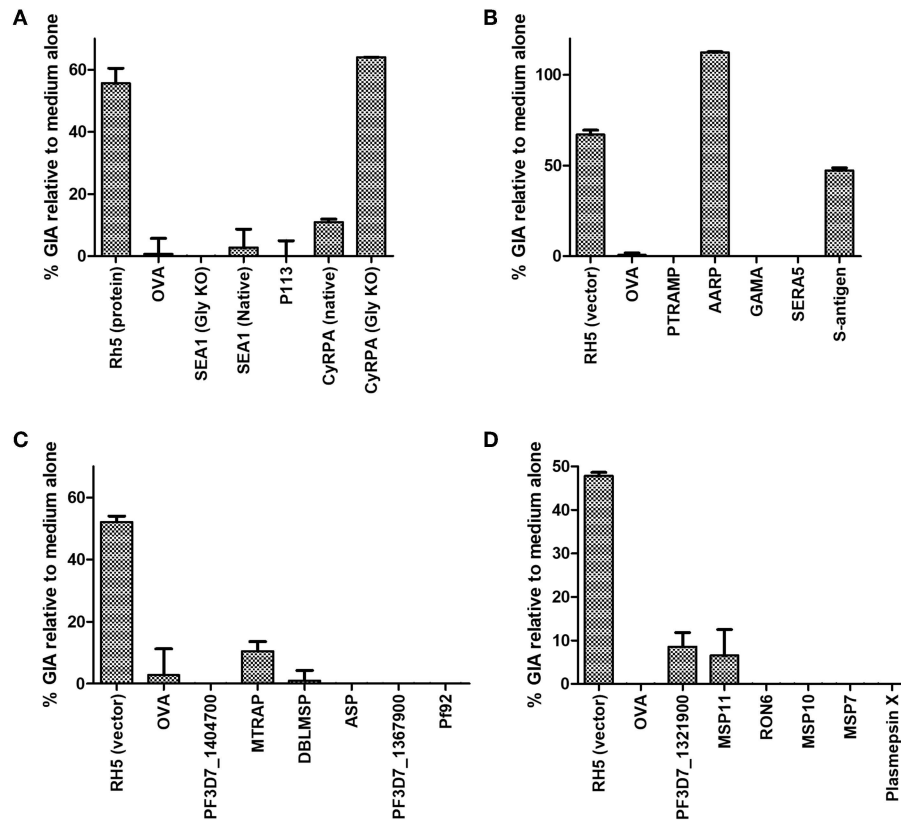 A
% GIA relative to medium alone
60
40
20
0
Rh5 (protein)
OVA
SEA1 (Gly KO)
SEA1 (Native)
P113
CyRPA (native)
CyRPA (Gly KO)
B
% GIA relative to medium alone
100
50
0
RH5 (vector)
OVA
PTRAMP
AARP
GAMA
SERA5
S-antigen
C
% GIA relative to medium alone
60
40
20
0
RH5 (vector)
OVA
PF3D7_1404700
MTRAP
DBLMSP
ASP
PF3D7_1367900
Pf92
D
% GIA relative to medium alone
50
40
30
20
10
0
RH5 (vector)
OVA
PF3D7_1321900
MSP11
RON6
MSP10
MSP7
Plasmepsin X